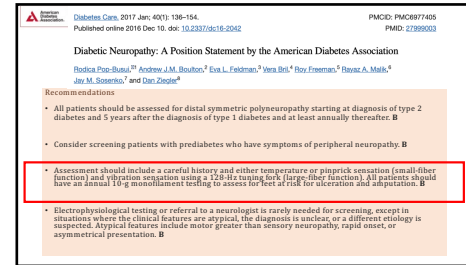 American Diabetes Association.
Diabetes Care. 2017 Jan; 40(1): 136–154.
PMCID: PMC6977405
Published online 2016 Dec 10. doi: 10.2337/dc16-2042
PMID: 27999003
Diabetic Neuropathy: A Position Statement by the American Diabetes Association
Rodica Pop-Busui,1 Andrew J.M. Boulton,2 Eva L. Feldman,3 Vera Bril,4 Roy Freeman,5 Rayaz A. Malik,6
Jay M. Sosenko,7 and Dan Ziegler8
Recommendations
• All patients should be assessed for distal symmetric polyneuropathy starting at diagnosis of type 2
diabetes and 5 years after the diagnosis of type 1 diabetes and at least annually thereafter. B
• Consider screening patients with prediabetes who have symptoms of peripheral neuropathy. B
• Assessment should include a careful history and either temperature or pinprick sensation (small-fiber
function) and vibration sensation using a 128-Hz tuning fork (large-fiber function). All patients should
have an annual 10-g monofilament testing to assess for feet at risk for ulceration and amputation. B
• Electrophysiological testing or referral to a neurologist is rarely needed for screening, except in
situations where the clinical features are atypical, the diagnosis is unclear, or a different etiology is
suspected. Atypical features include motor greater than sensory neuropathy, rapid onset, or
asymmetrical presentation. B